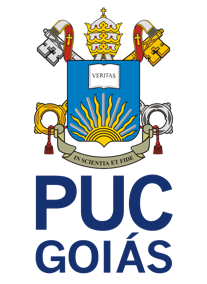 VERITAS
IN SCIENTIA ET FIDE
PUC
GOIÁS